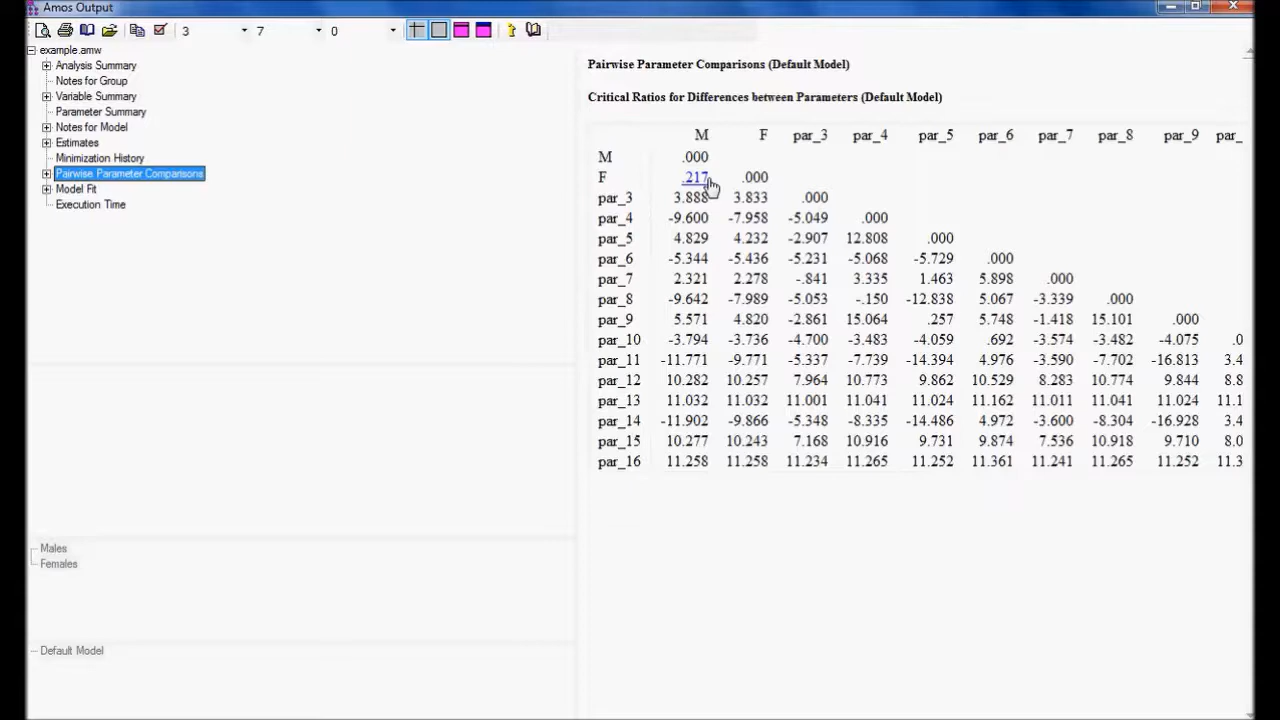 Amos Output
3 7 0
example.amw
Analysis Summary
Notes for Group
Variable Summary
Parameter Summary
Notes for Model
Estimates
Minimization History
Pairwise Parameter Comparisons
Model Fit
Execution Time
Males
Females
Default Model
Pairwise Parameter Comparisons (Default Model)
Critical Ratios for Differences between Parameters (Default Model)
M F par_3 par_4 par_5 par_6 par_7 par_8 par_9 par_
M .000
F .217 .000
par_3 3.888 3.833 .000
par_4 -9.600 -7.958 -5.049 .000
par_5 4.829 4.232 -2.907 12.808 .000
par_6 -5.344 -5.436 -5.231 -5.068 -5.729 .000
par_7 2.321 2.278 -.841 3.335 1.463 5.898 .000
par_8 -9.642 -7.989 -5.053 -.150 -12.838 5.067 -3.339 .000
par_9 5.571 4.820 -2.861 15.064 .257 5.748 -1.418 15.101 .000
par_10 -3.794 -3.736 -4.700 -3.483 -4.059 .692 -3.574 -3.482 -4.075 .0
par_11 -11.771 -9.771 -5.337 -7.739 -14.394 4.976 -3.590 -7.702 -16.813 3.4
par_12 10.282 10.257 7.964 10.773 9.862 10.529 8.283 10.774 9.844 8.8
par_13 11.032 11.032 11.001 11.041 11.024 11.162 11.011 11.041 11.024 11.1
par_14 -11.902 -9.866 -5.348 -8.335 -14.486 4.972 -3.600 -8.304 -16.928 3.4
par_15 10.277 10.243 7.168 10.916 9.731 9.874 7.536 10.918 9.710 8.0
par_16 11.258 11.258 11.234 11.265 11.252 11.361 11.241 11.265 11.252 11.3